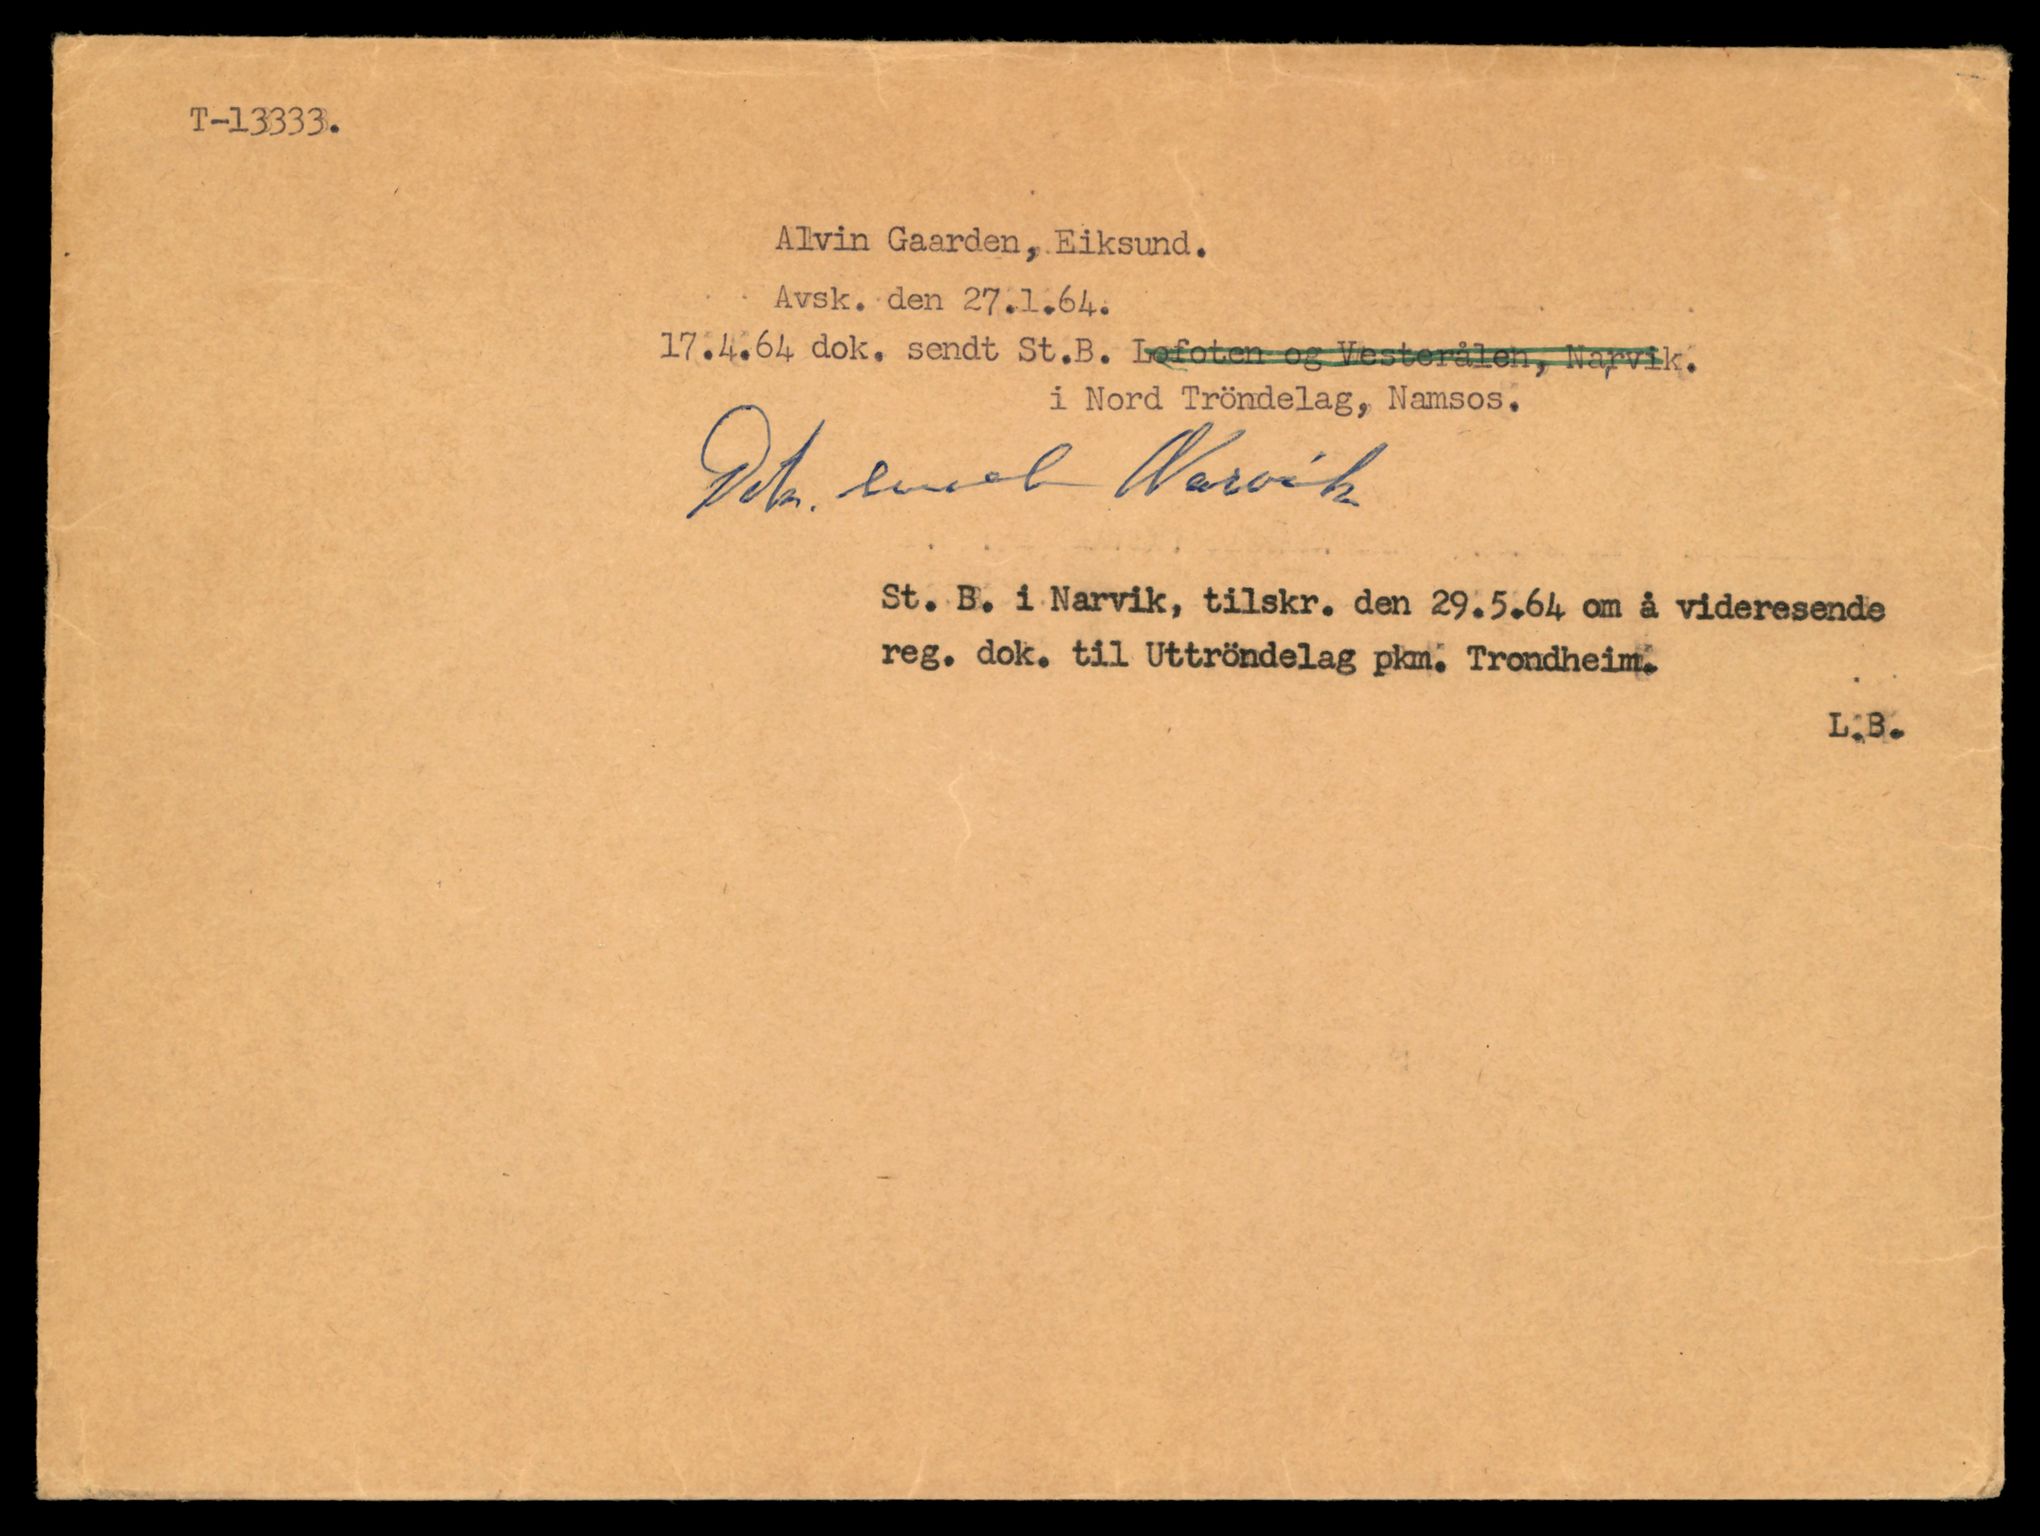 T-13333.
Alvin Gaarden, Eiksund.
Avsk. den 27.1.64.
17.4.64 dok. sendt St.B. Lofoten og Vesterålen, Narvik.
i Nord Tröndelag, Namsos.
Narvik
St. B. i Narvik, tilskr. den 29.5.64 om å videresende
reg. dok. til Uttröndelag pkm. Trondheim.
L.B.